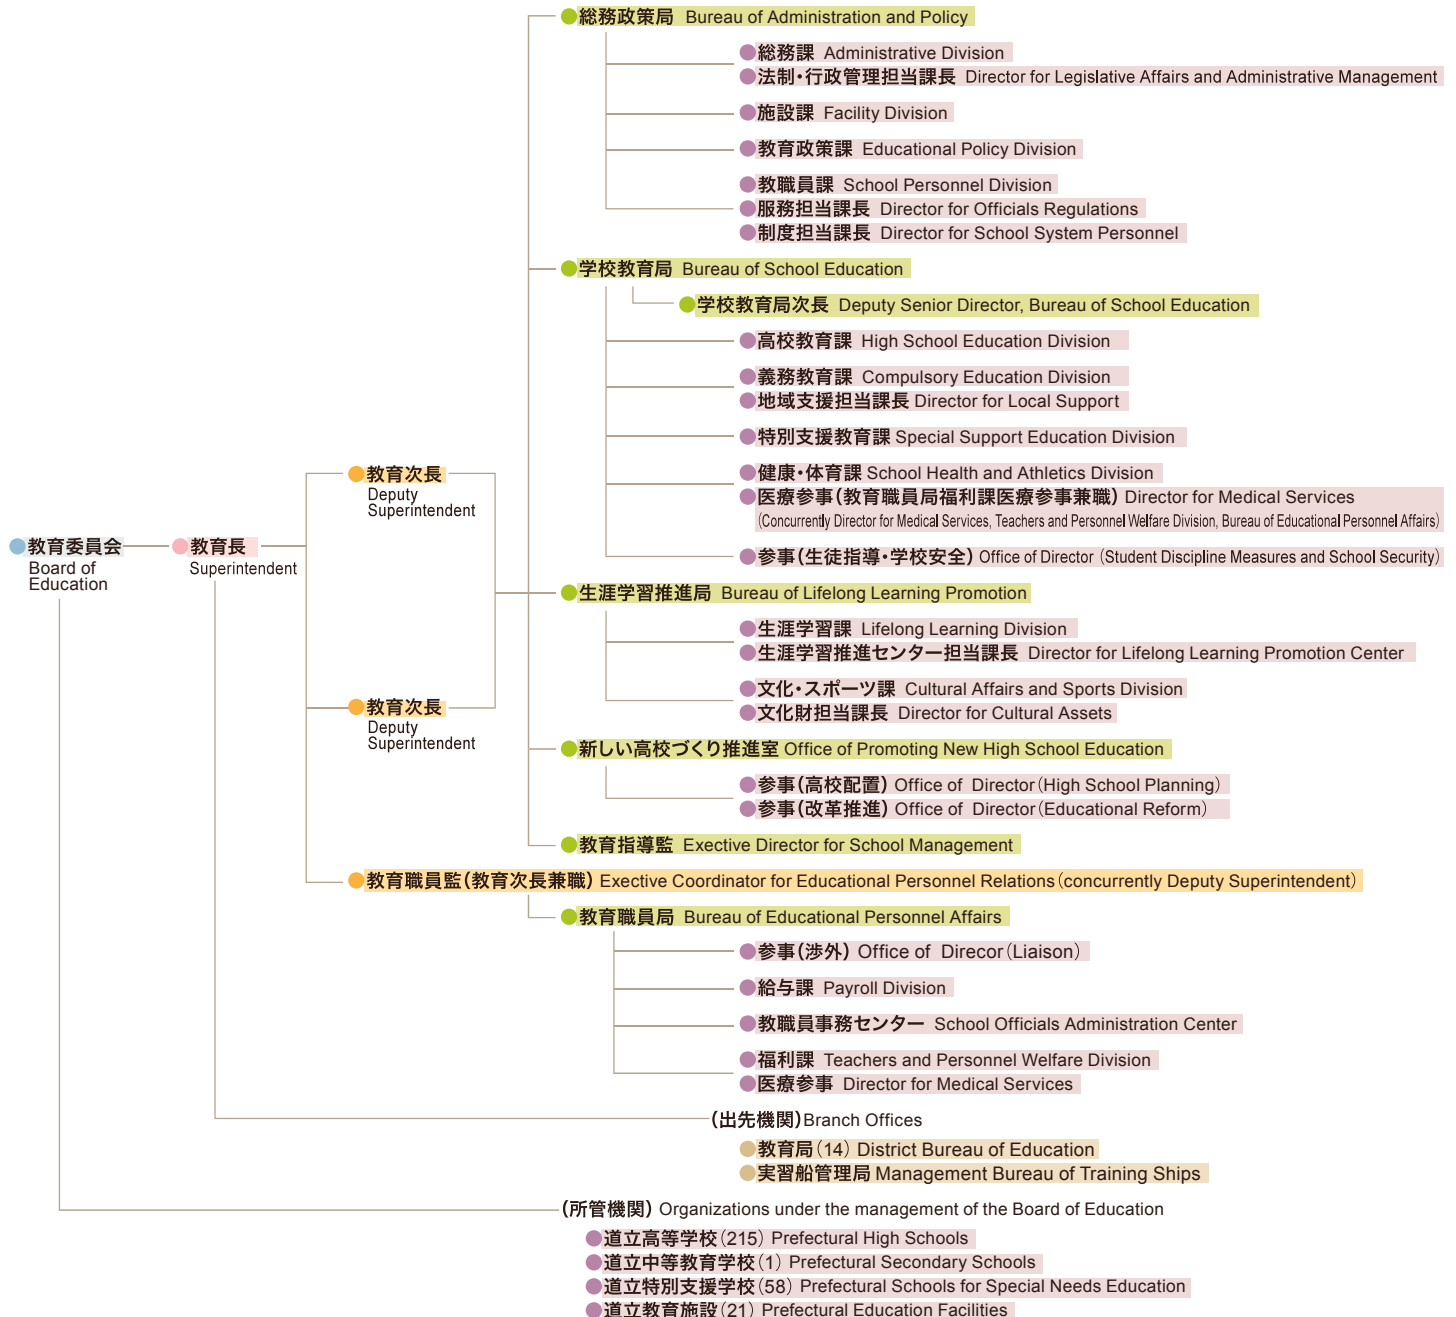 総務政策局 Bureau of Administration and Policy
総務課 Administrative Division
法制・行政管理担当課長 Director for Legislative Affairs and Administrative Management
施設課 Facility Division
教育政策課 Educational Policy Division
教職員課 School Personnel Division
服務担当課長 Director for Officials Regulations
制度担当課長 Director for School System Personnel
学校教育局 Bureau of School Education
学校教育局次長 Deputy Senior Director, Bureau of School Education
高校教育課 High School Education Division
義務教育課 Compulsory Education Division
地域支援担当課長 Director for Local Support
特別支援教育課 Special Support Education Division
健康・体育課 School Health and Athletics Division
医療参事(教育職員局福利課医療参事兼職) Director for Medical Services
(Concurrently Director for Medical Services, Teachers and Personnel Welfare Division, Bureau of Educational Personnel Affairs)
参事(生徒指導・学校安全) Office of Director (Student Discipline Measures and School Security)
教育次長
Deputy
Superintendent
教育委員会
Board of
Education
教育長
Superintendent
生涯学習推進局 Bureau of Lifelong Learning Promotion
生涯学習課 Lifelong Learning Division
生涯学習推進センター担当課長 Director for Lifelong Learning Promotion Center
文化・スポーツ課 Cultural Affairs and Sports Division
文化財担当課長 Director for Cultural Assets
教育次長
Deputy
Superintendent
新しい高校づくり推進室 Office of Promoting New High School Education
参事(高校配置) Office of Director(High School Planning)
参事(改革推進) Office of Director(Educational Reform)
教育指導監 Exective Director for School Management
教育職員監(教育次長兼職) Exective Coordinator for Educational Personnel Relations(concurrently Deputy Superintendent)
教育職員局 Bureau of Educational Personnel Affairs
参事(渉外) Office of Direcor(Liaison)
給与課 Payroll Division
教職員事務センター School Officials Administration Center
福利課 Teachers and Personnel Welfare Division
医療参事 Director for Medical Services
(出先機関)Branch Offices
教育局(14) District Bureau of Education
実習船管理局 Management Bureau of Training Ships
(所管機関) Organizations under the management of the Board of Education
道立高等学校(215) Prefectural High Schools
道立中等教育学校(1) Prefectural Secondary Schools
道立特別支援学校(58) Prefectural Schools for Special Needs Education
道立教育施設(21) Prefectural Education Facilities